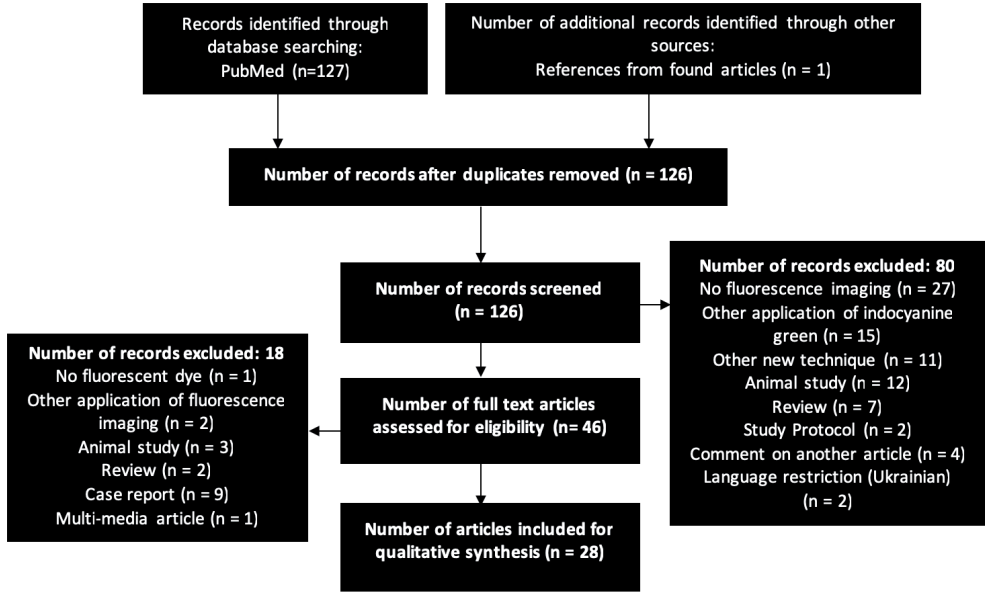 Records identified through
database searching:
PubMed (n=127)
Number of additional records identified through other
sources:
References from found articles (n = 1)
Number of records after duplicates removed (n = 126)
Number of records screened
(n = 126)
Number of records excluded: 80
No fluorescence imaging (n = 27)
Other application of indocyanine
green (n = 15)
Other new technique (n = 11)
Animal study (n = 12)
Review (n = 7)
Study Protocol (n = 2)
Comment on another article (n = 4)
Language restriction (Ukrainian)
(n = 2)
Number of records excluded: 18
No fluorescent dye (n = 1)
Other application of fluorescence
imaging (n = 2)
Animal study (n = 3)
Review (n = 2)
Case report (n = 9)
Multi-media article (n = 1)
Number of full text articles
assessed for eligibility (n= 46)
Number of articles included for
qualitative synthesis (n = 28)